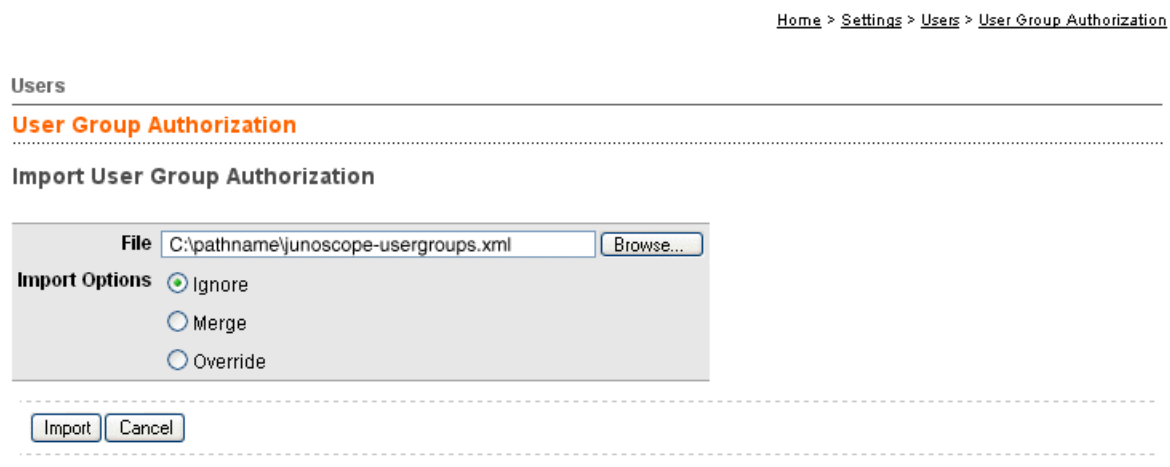 Home > Settings > Users > User Group Authorization
Users
User Group Authorization
Import User Group Authorization
File C:\pathname\junoscope-usergroups.xml Browse...
Import Options Ignore
Merge
Override
Import Cancel